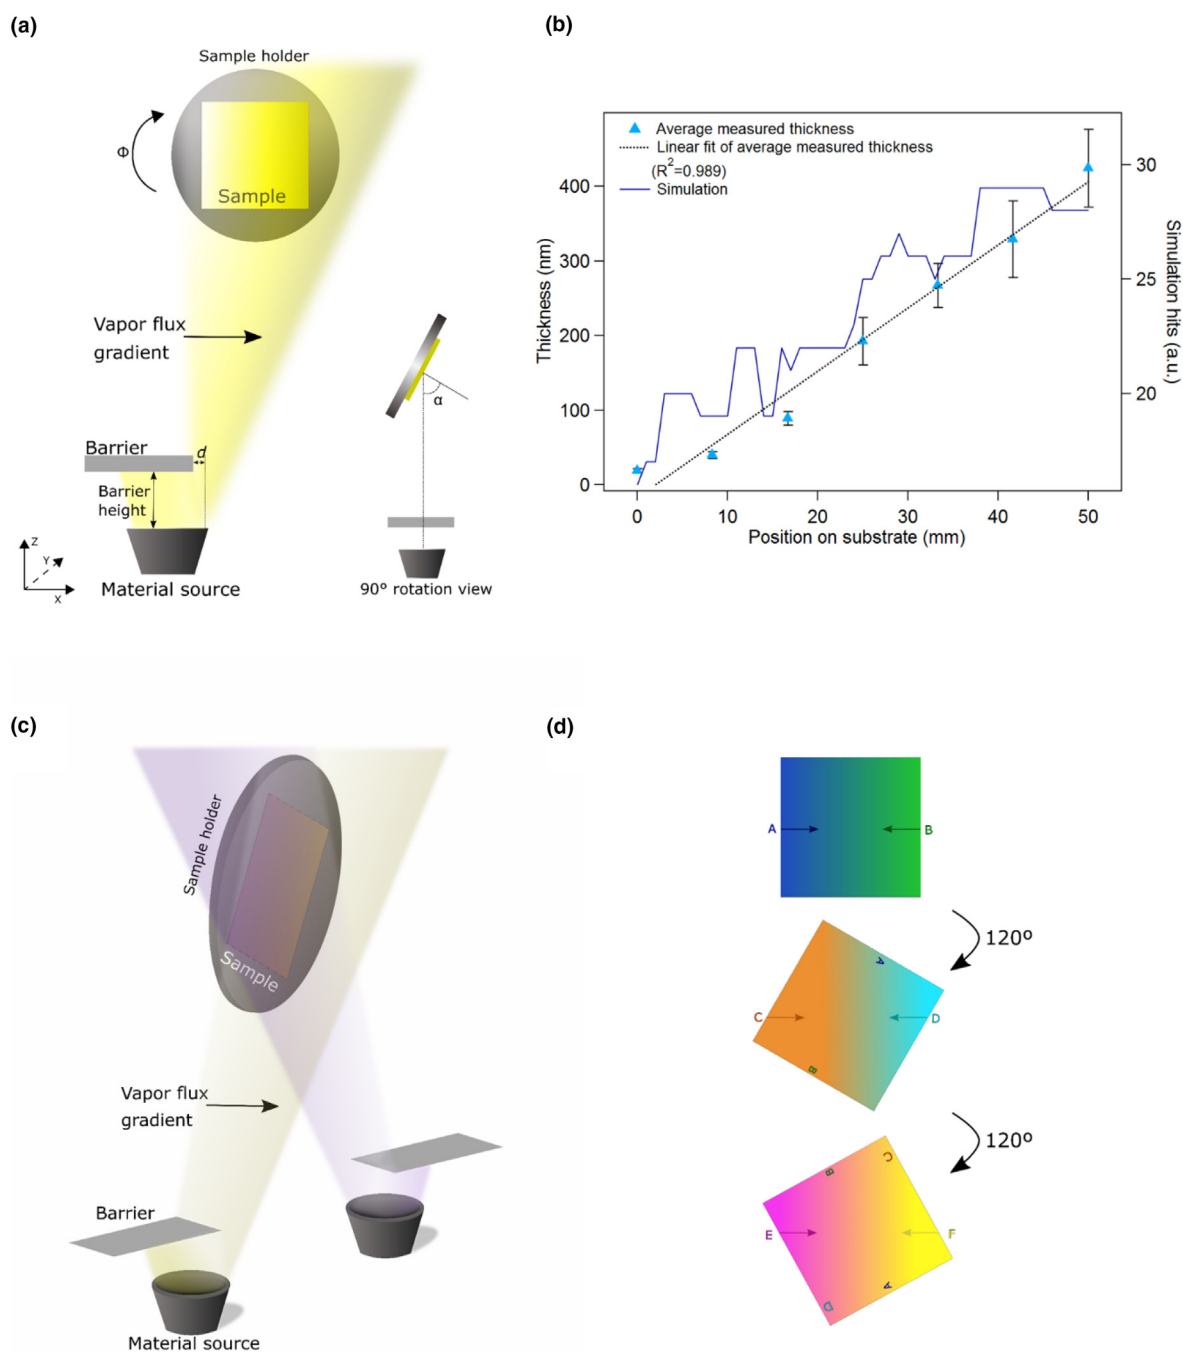 (a)
Sample holder
Φ
Sample
Vapor flux
gradient
α
Barrier
d
Barrier
height
Z
Y
X
Material source
90° rotation view
(b)
Average measured thickness
Linear fit of average measured thickness
(R²=0.989)
Simulation
400
300
200
100
0
Thickness (nm)
30
25
20
Simulation hits (a.u.)
0 10 20 30 40 50
Position on substrate (mm)
(c)
Sample holder
Sample
Vapor flux
gradient
Barrier
Material source
(d)
A B
120º
A
C D
B
120º
C
B
E F
A
D